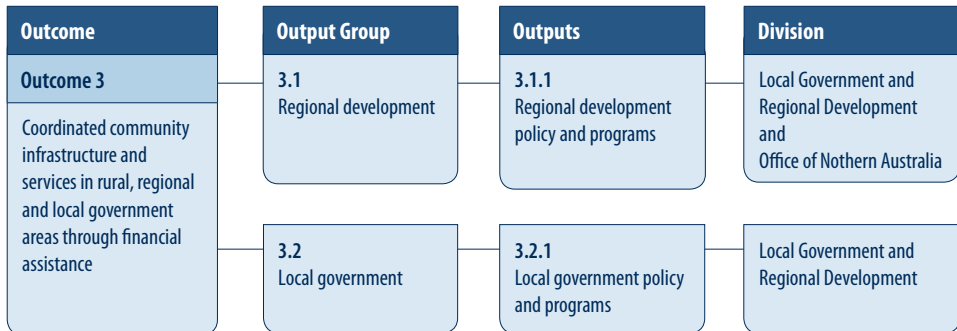 Outcome
Output Group
Outputs
Division
Outcome 3
Coordinated community
infrastructure and
services in rural, regional
and local government
areas through financial
assistance
3.1
Regional development
3.1.1
Regional development
policy and programs
Local Government and
Regional Development
and
Office of Nothern Australia
3.2
Local government
3.2.1
Local government policy
and programs
Local Government and
Regional Development